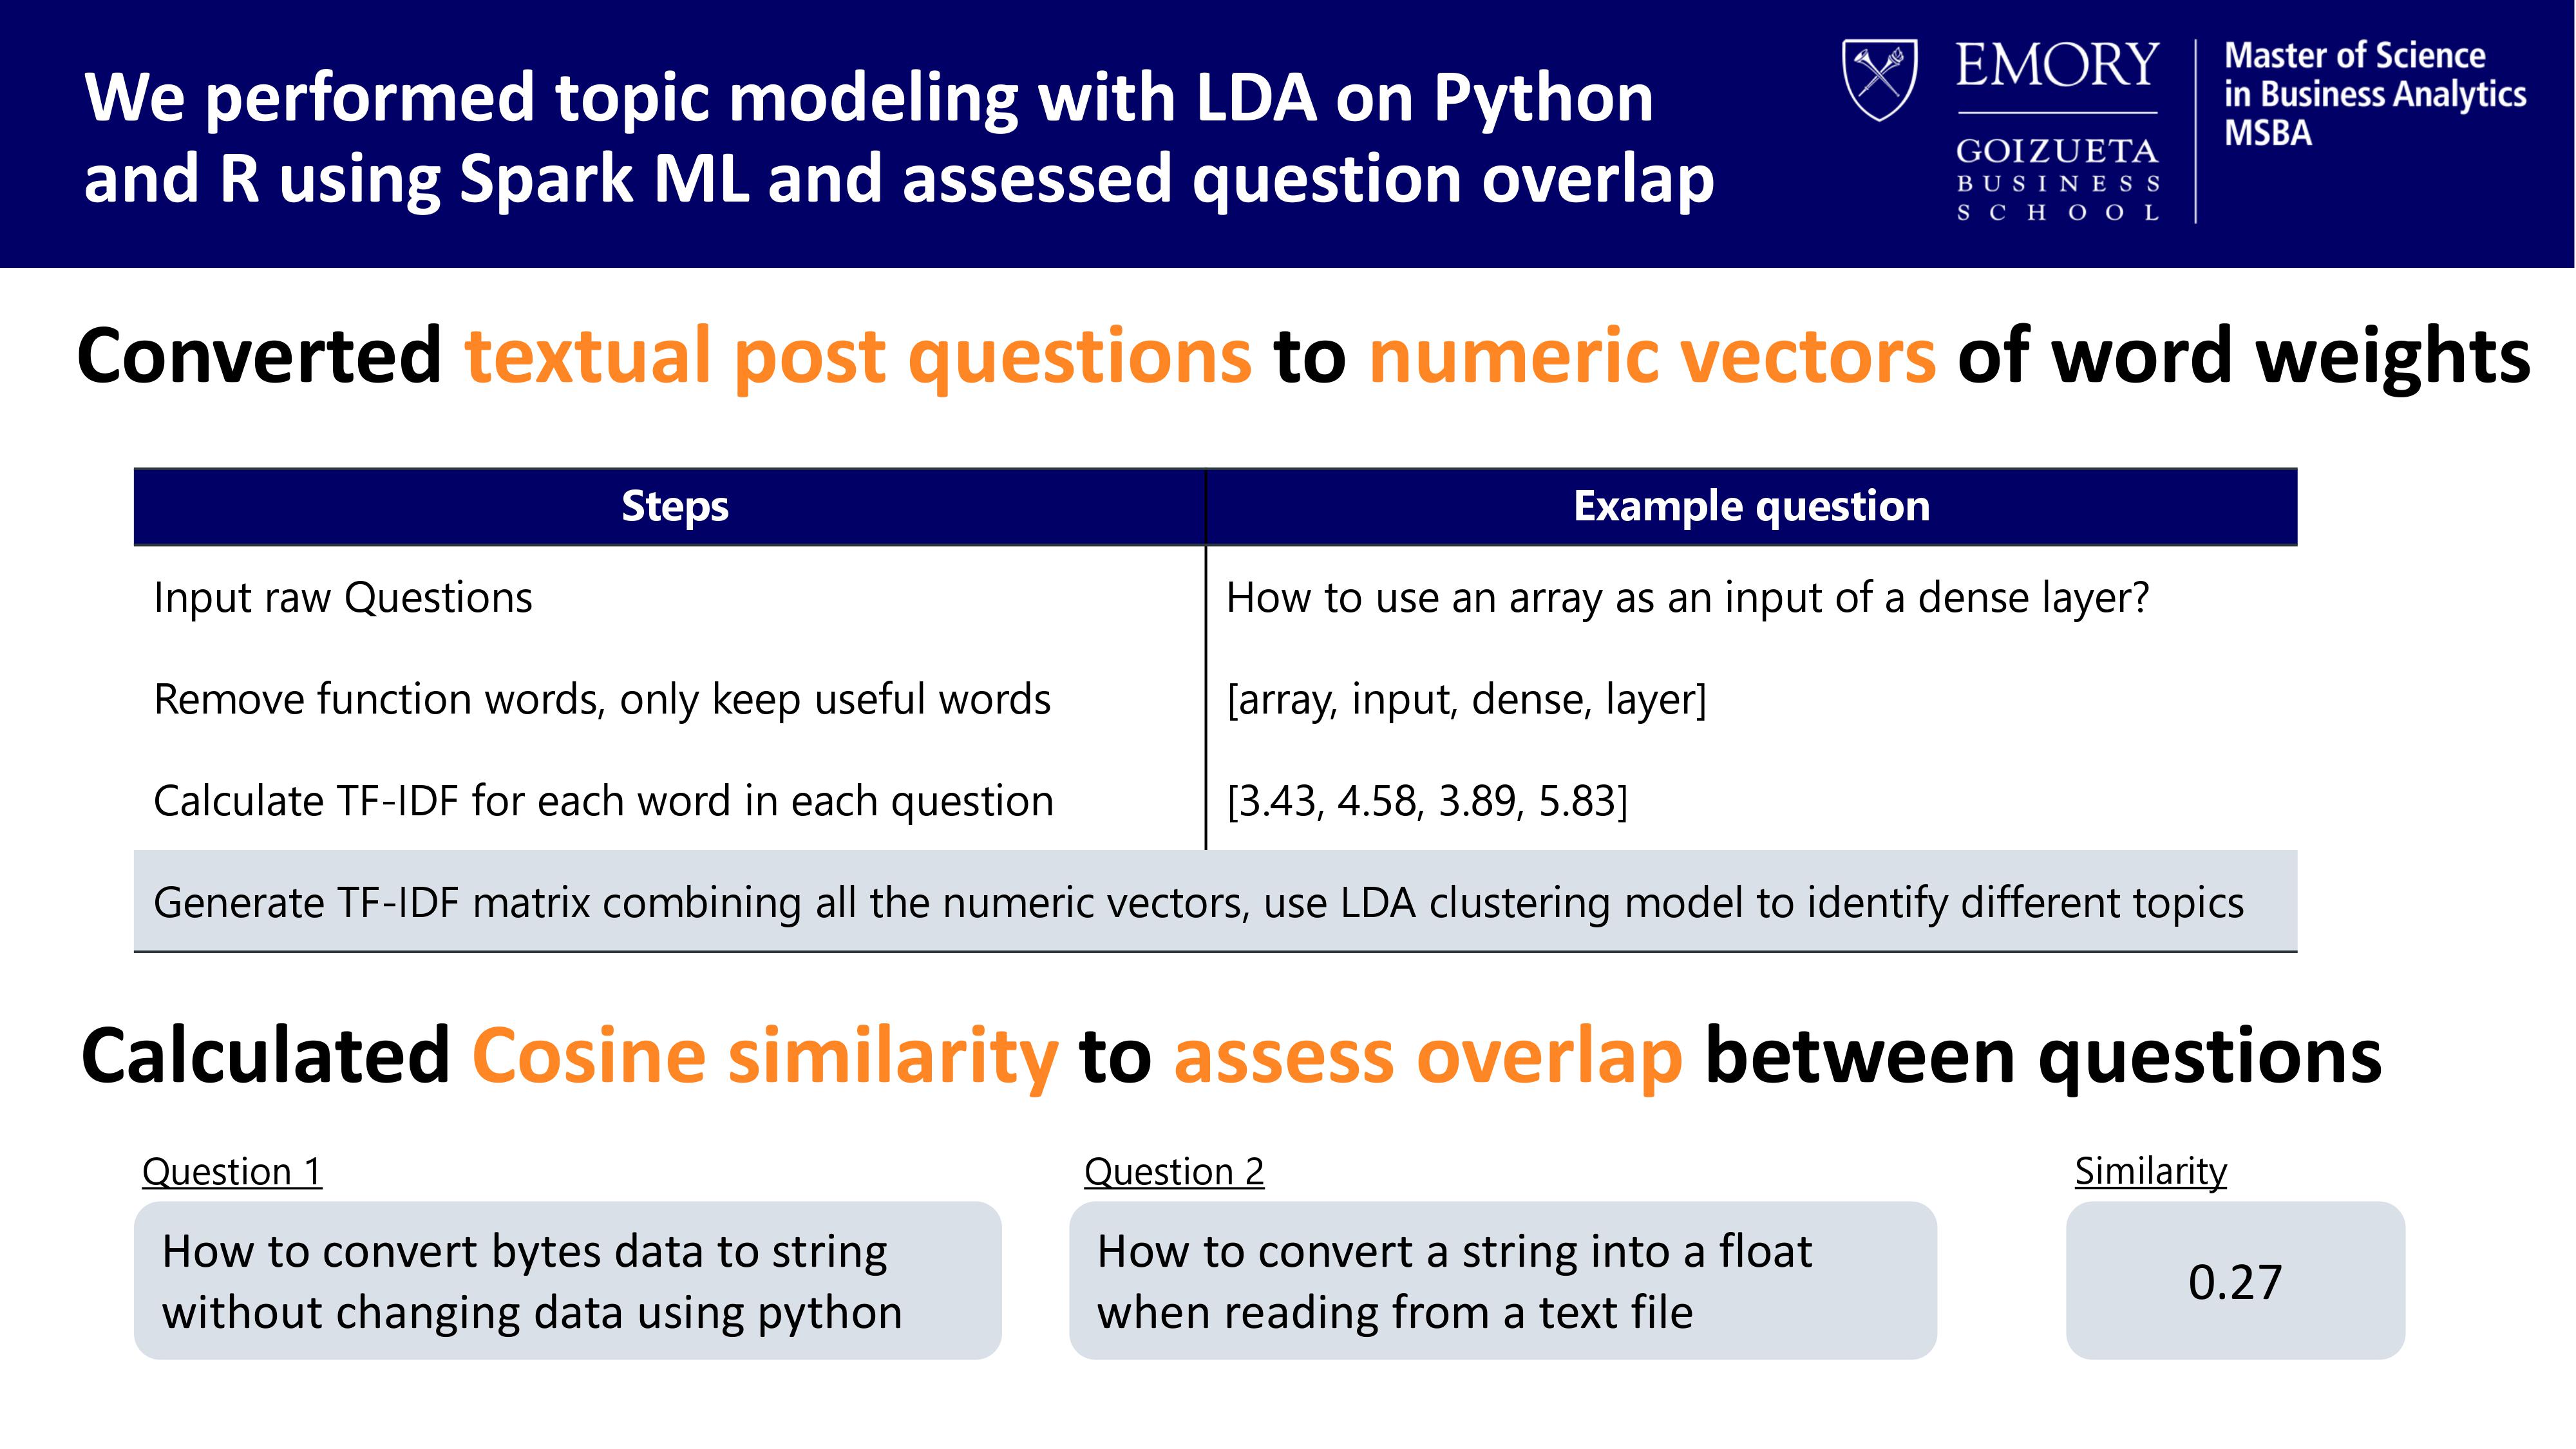 We performed topic modeling with LDA on Python
and R using Spark ML and assessed question overlap
EMORY
GOIZUETA
BUSINESS
SCHOOL
Master of Science
in Business Analytics
MSBA
Converted textual post questions to numeric vectors of word weights
Steps
Example question
Input raw Questions
How to use an array as an input of a dense layer?
Remove function words, only keep useful words
[array, input, dense, layer]
Calculate TF-IDF for each word in each question
[3.43, 4.58, 3.89, 5.83]
Generate TF-IDF matrix combining all the numeric vectors, use LDA clustering model to identify different topics
Calculated Cosine similarity to assess overlap between questions
Question 1
How to convert bytes data to string
without changing data using python
Question 2
How to convert a string into a float
when reading from a text file
Similarity
0.27